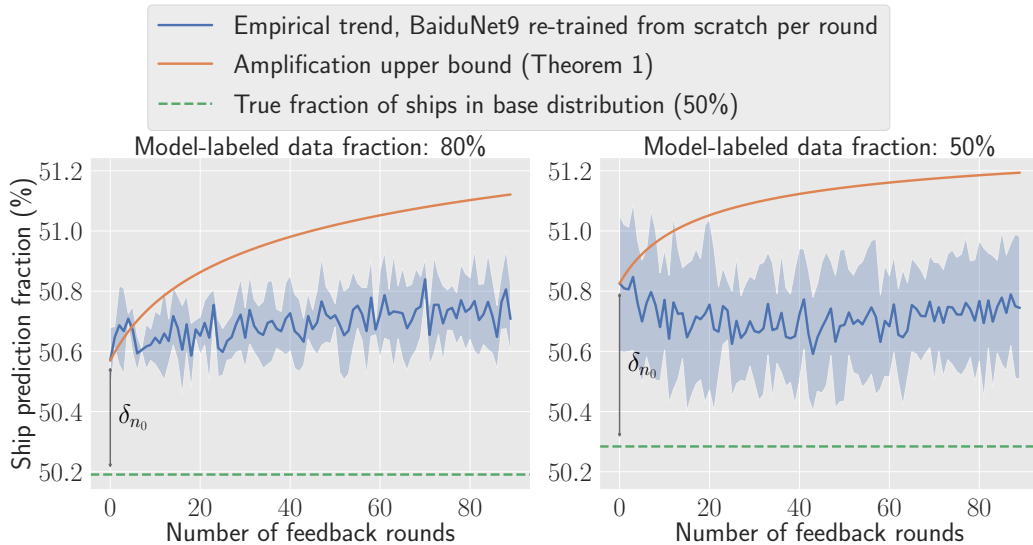 Empirical trend, BaiduNet9 re-trained from scratch per round
Amplification upper bound (Theorem 1)
True fraction of ships in base distribution (50%)
Model-labeled data fraction: 80%
Model-labeled data fraction: 50%
Ship prediction fraction (%)
51.2
51.0
50.8
50.6
50.4
50.2
δn₀
0
20
40
60
80
Number of feedback rounds
51.2
51.0
50.8
50.6
50.4
50.2
δn₀
0
20
40
60
80
Number of feedback rounds